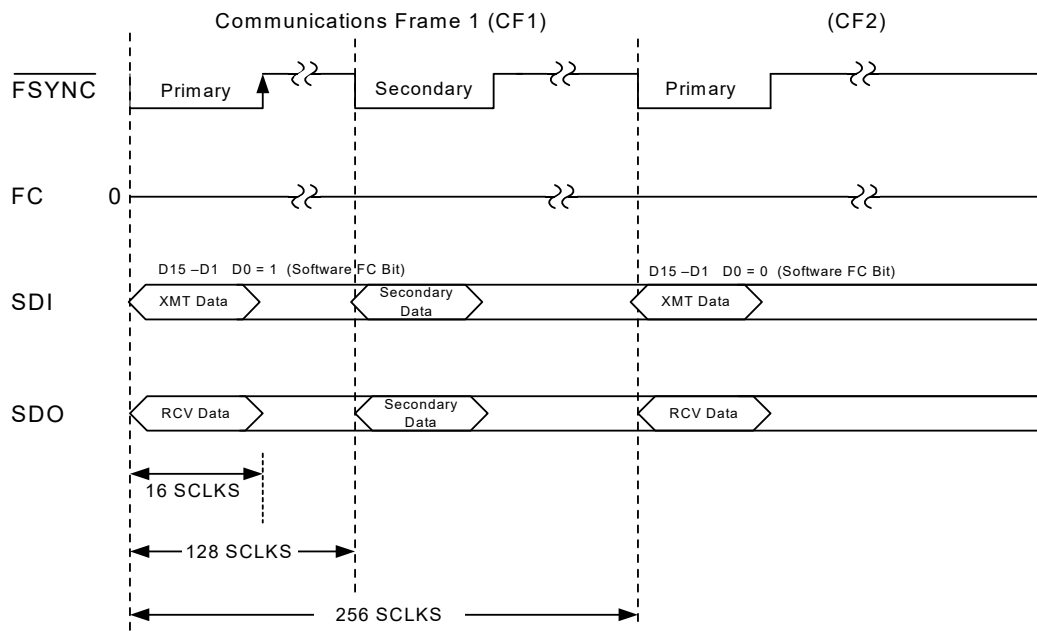 Communications Frame 1 (CF1) (CF2)
FSYNC Primary Secondary Primary
FC 0
D15 –D1 D0 = 1 (Software FC Bit) D15 –D1 D0 = 0 (Software FC Bit)
SDI XMT Data Secondary Data XMT Data
SDO RCV Data Secondary Data RCV Data
16 SCLKS
128 SCLKS
256 SCLKS